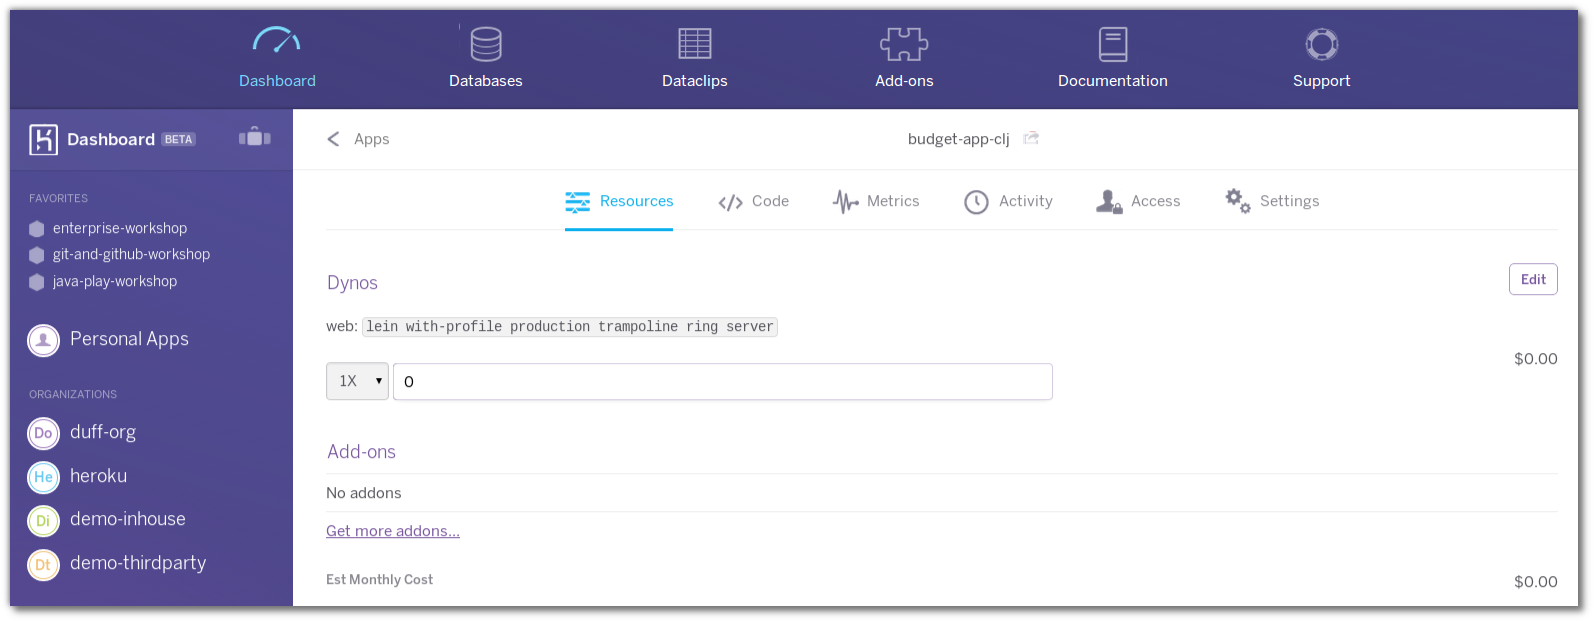 Dashboard
Databases
Dataclips
Add-ons
Documentation
Support
Dashboard BETA
Apps
budget-app-clj
FAVORITES
enterprise-workshop
git-and-github-workshop
java-play-workshop
Personal Apps
ORGANIZATIONS
Do duff-org
He heroku
Di demo-inhouse
Dt demo-thirdparty
Resources
Code
Metrics
Activity
Access
Settings
Dynos
Edit
web: lein with-profile production trampoline ring server
$0.00
1X
0
Add-ons
No addons
Get more addons...
Est Monthly Cost
$0.00